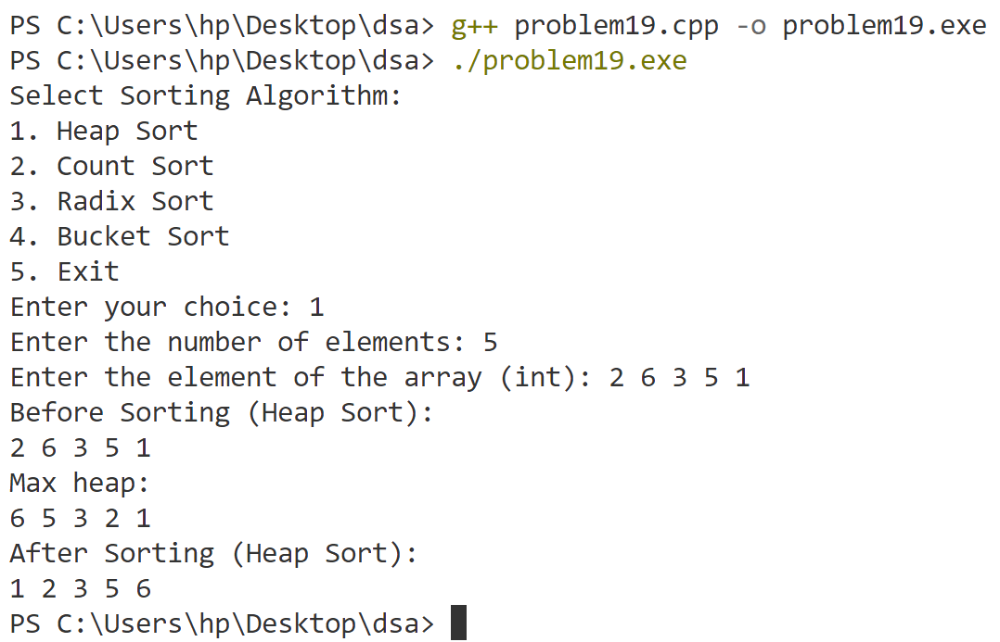 PS C:\Users\hp\Desktop\dsa> g++ problem19.cpp -o problem19.exe
PS C:\Users\hp\Desktop\dsa> ./problem19.exe
Select Sorting Algorithm:
1. Heap Sort
2. Count Sort
3. Radix Sort
4. Bucket Sort
5. Exit
Enter your choice: 1
Enter the number of elements: 5
Enter the element of the array (int): 2 6 3 5 1
Before Sorting (Heap Sort):
2 6 3 5 1
Max heap:
6 5 3 2 1
After Sorting (Heap Sort):
1 2 3 5 6
PS C:\Users\hp\Desktop\dsa>